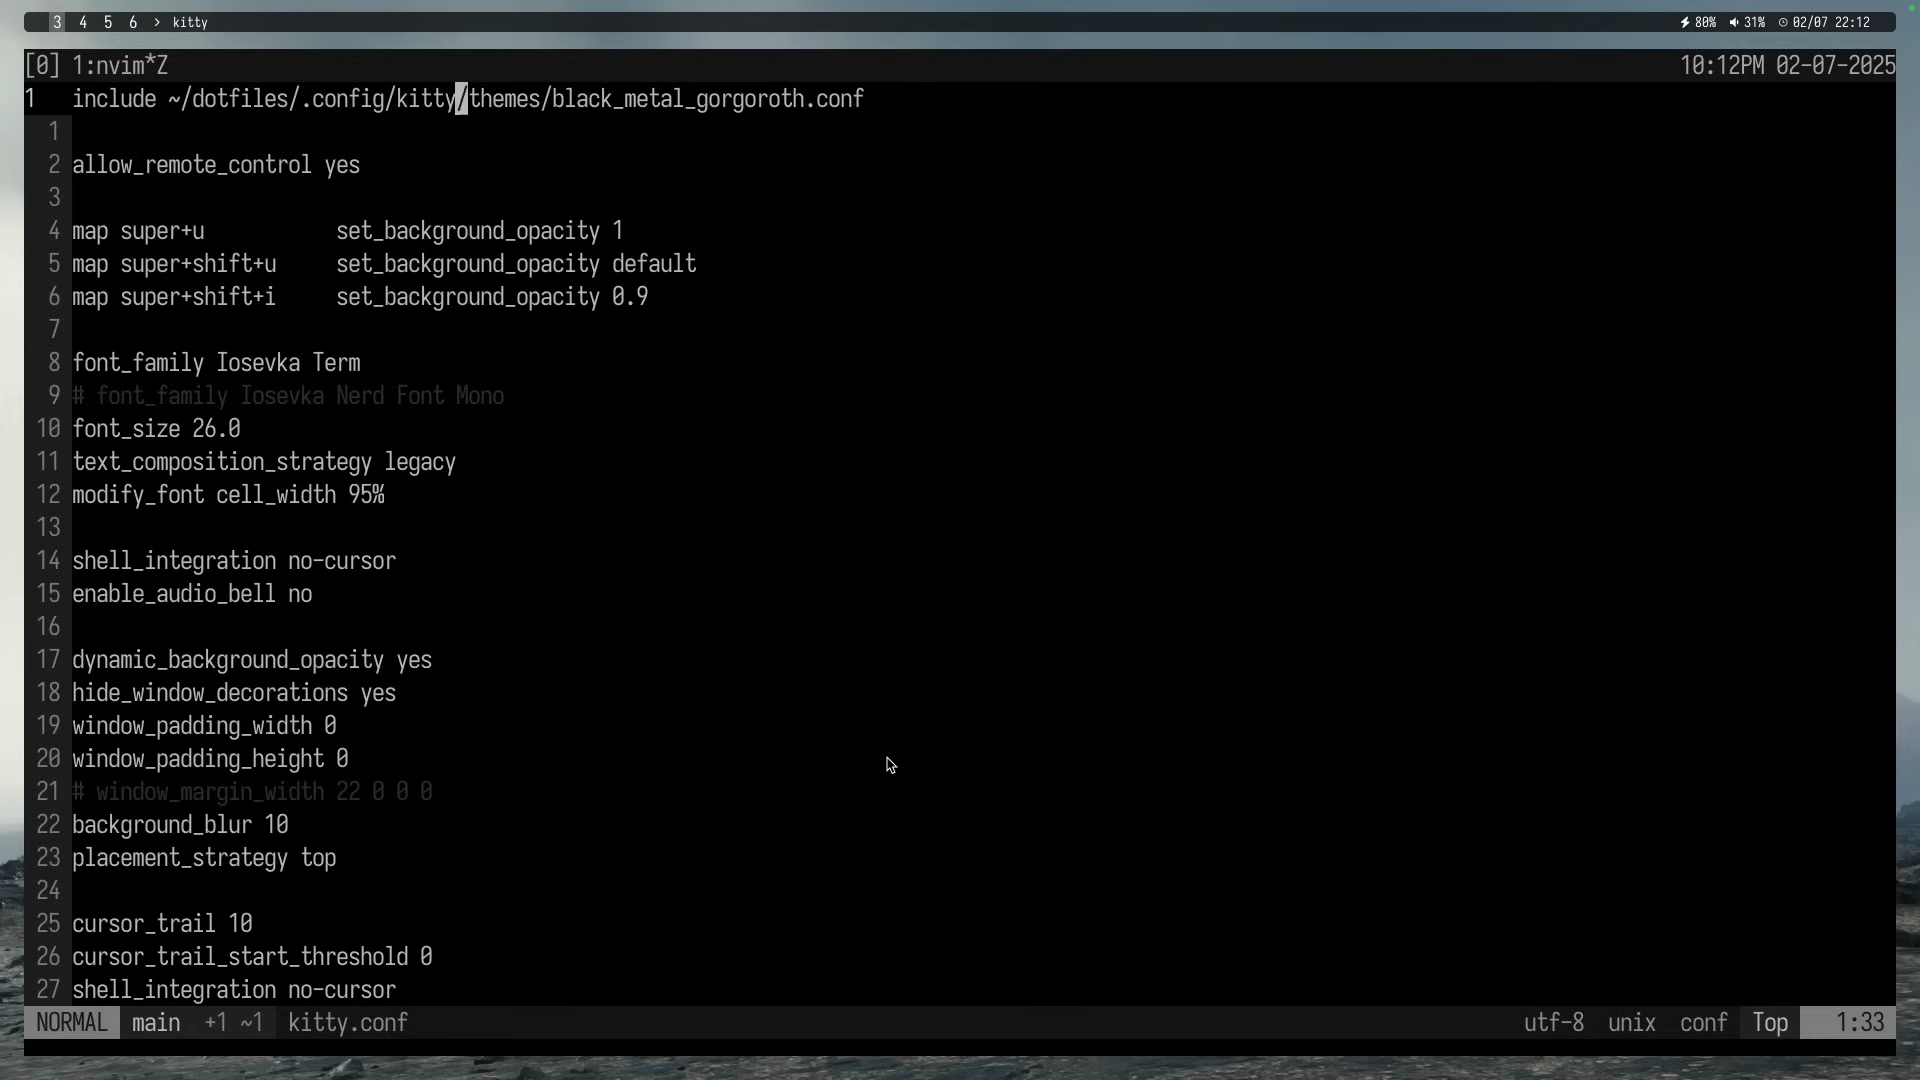 3 4 5 6 > kitty 80% 31% 02/07 22:12
[0] 1:nvim*Z 10:12PM 02-07-2025
1 include ~/dotfiles/.config/kitty/themes/black_metal_gorgoroth.conf
1
2 allow_remote_control yes
3
4 map super+u set_background_opacity 1
5 map super+shift+u set_background_opacity default
6 map super+shift+i set_background_opacity 0.9
7
8 font_family Iosevka Term
9 # font_family Iosevka Nerd Font Mono
10 font_size 26.0
11 text_composition_strategy legacy
12 modify_font cell_width 95%
13
14 shell_integration no-cursor
15 enable_audio_bell no
16
17 dynamic_background_opacity yes
18 hide_window_decorations yes
19 window_padding_width 0
20 window_padding_height 0
21 # window_margin_width 22 0 0 0
22 background_blur 10
23 placement_strategy top
24
25 cursor_trail 10
26 cursor_trail_start_threshold 0
27 shell_integration no-cursor
NORMAL main +1 ~1 kitty.conf utf-8 unix conf Top 1:33